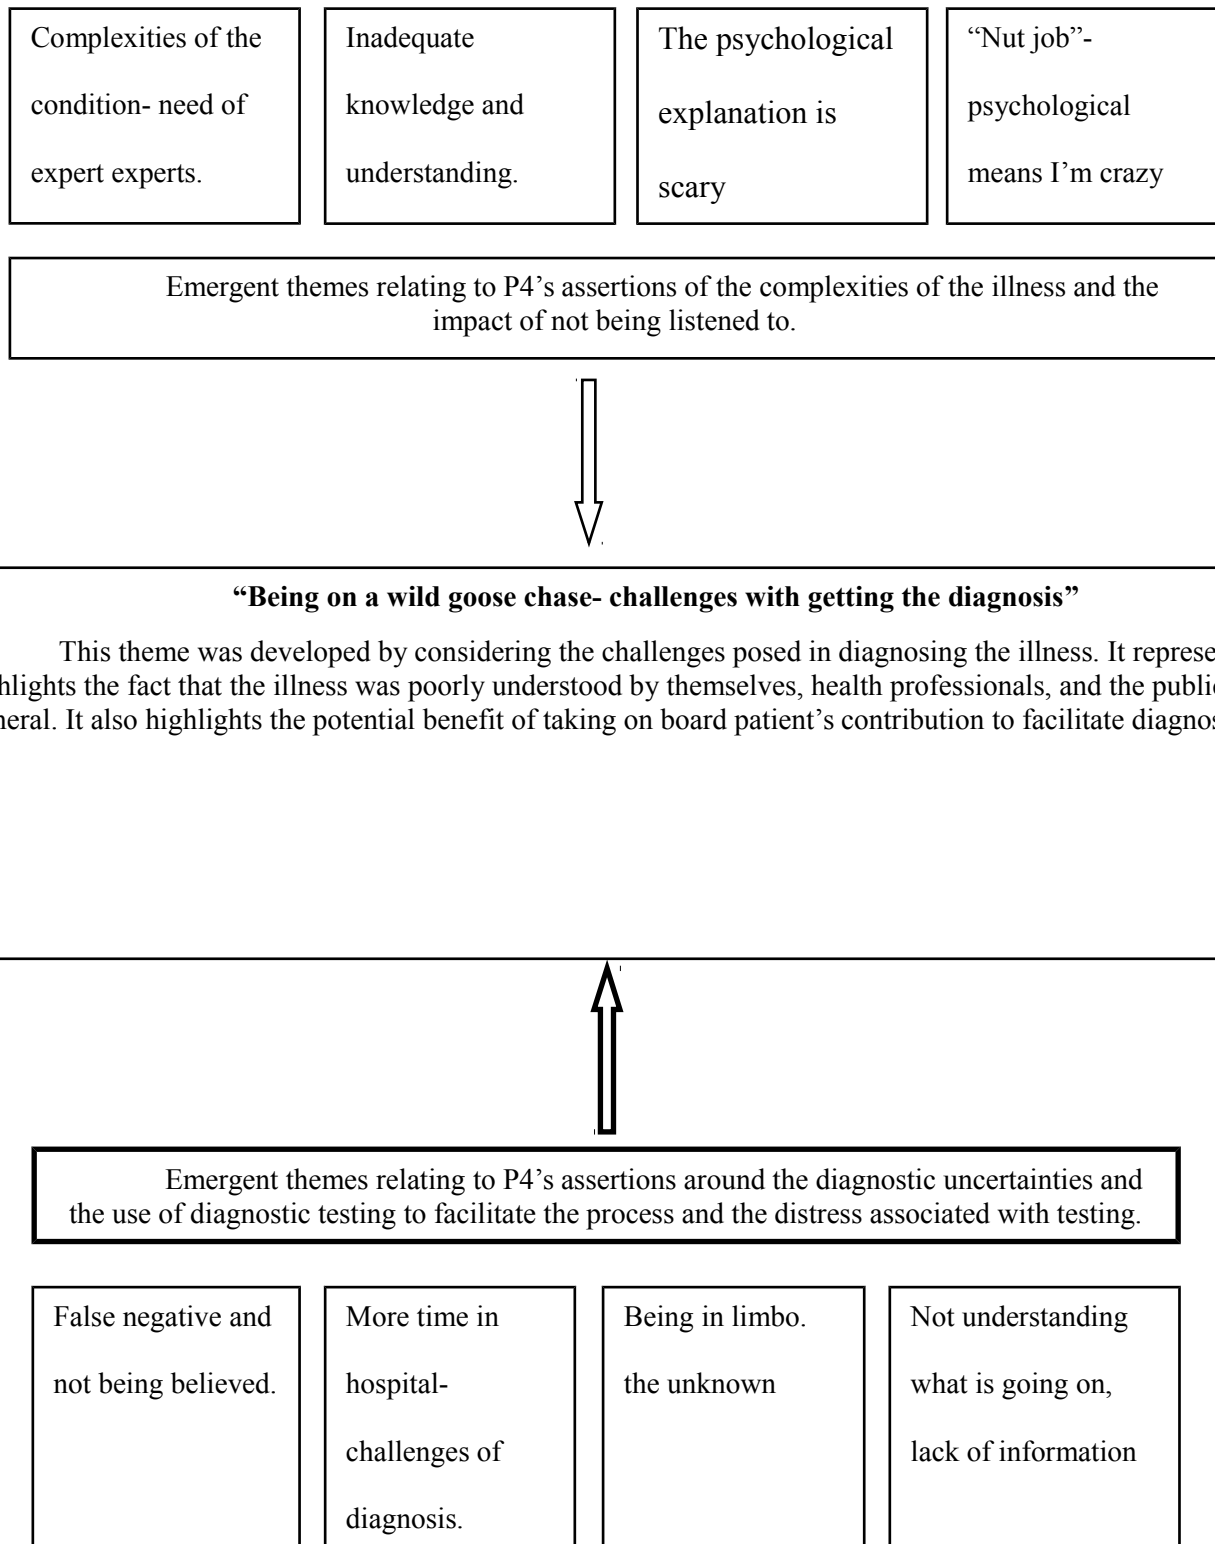 Complexities of the
condition- need of
expert experts.
Inadequate
knowledge and
understanding.
The psychological
explanation is
scary
“Nut job”-
psychological
means I’m crazy
Emergent themes relating to P4’s assertions of the complexities of the illness and the
impact of not being listened to.
“Being on a wild goose chase- challenges with getting the diagnosis”
This theme was developed by considering the challenges posed in diagnosing the illness. It represe
hlights the fact that the illness was poorly understood by themselves, health professionals, and the public
neral. It also highlights the potential benefit of taking on board patient’s contribution to facilitate diagnos
Emergent themes relating to P4’s assertions around the diagnostic uncertainties and
the use of diagnostic testing to facilitate the process and the distress associated with testing.
False negative and
not being believed.
More time in
hospital-
challenges of
diagnosis.
Being in limbo.
the unknown
Not understanding
what is going on,
lack of information